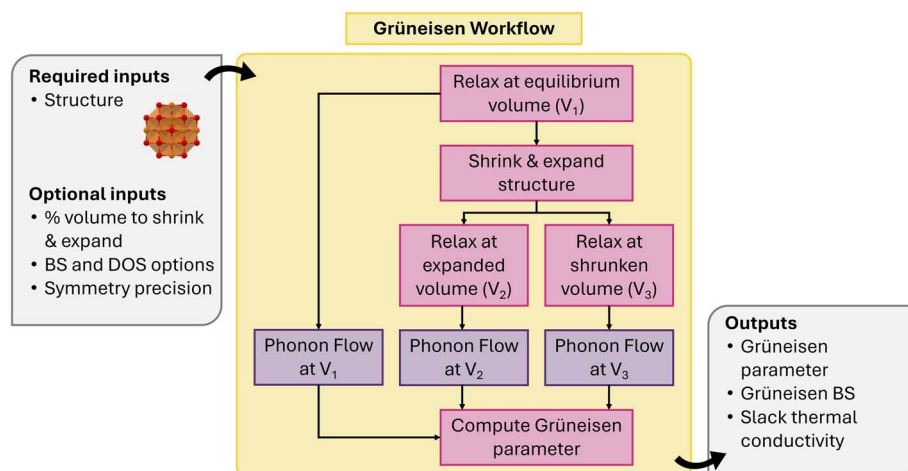 Grüneisen Workflow
Required inputs
• Structure
Optional inputs
• % volume to shrink
& expand
• BS and DOS options
• Symmetry precision
Relax at equilibrium
volume (V₁)
Shrink & expand
structure
Relax at
expanded
volume (V₂)
Relax at
shrunken
volume (V₃)
Phonon Flow
at V₁
Phonon Flow
at V₂
Phonon Flow
at V₃
Compute Grüneisen
parameter
Outputs
• Grüneisen
parameter
• Grüneisen BS
• Slack thermal
conductivity